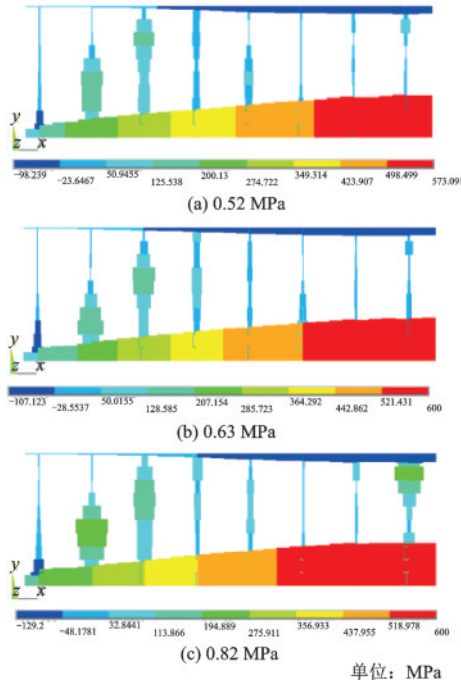 y
z x
-98.239 50.9455 200.13 349.314 498.499
-23.6467 125.538 274.722 423.907 573.091
(a) 0.52 MPa
y
z x
-107.123 50.0155 207.154 364.292 521.431
-28.5537 128.585 285.723 442.862 600
(b) 0.63 MPa
y
z x
-129.2 32.8441 194.889 356.933 518.978
-48.1781 113.866 275.911 437.955 600
(c) 0.82 MPa
单位：MPa